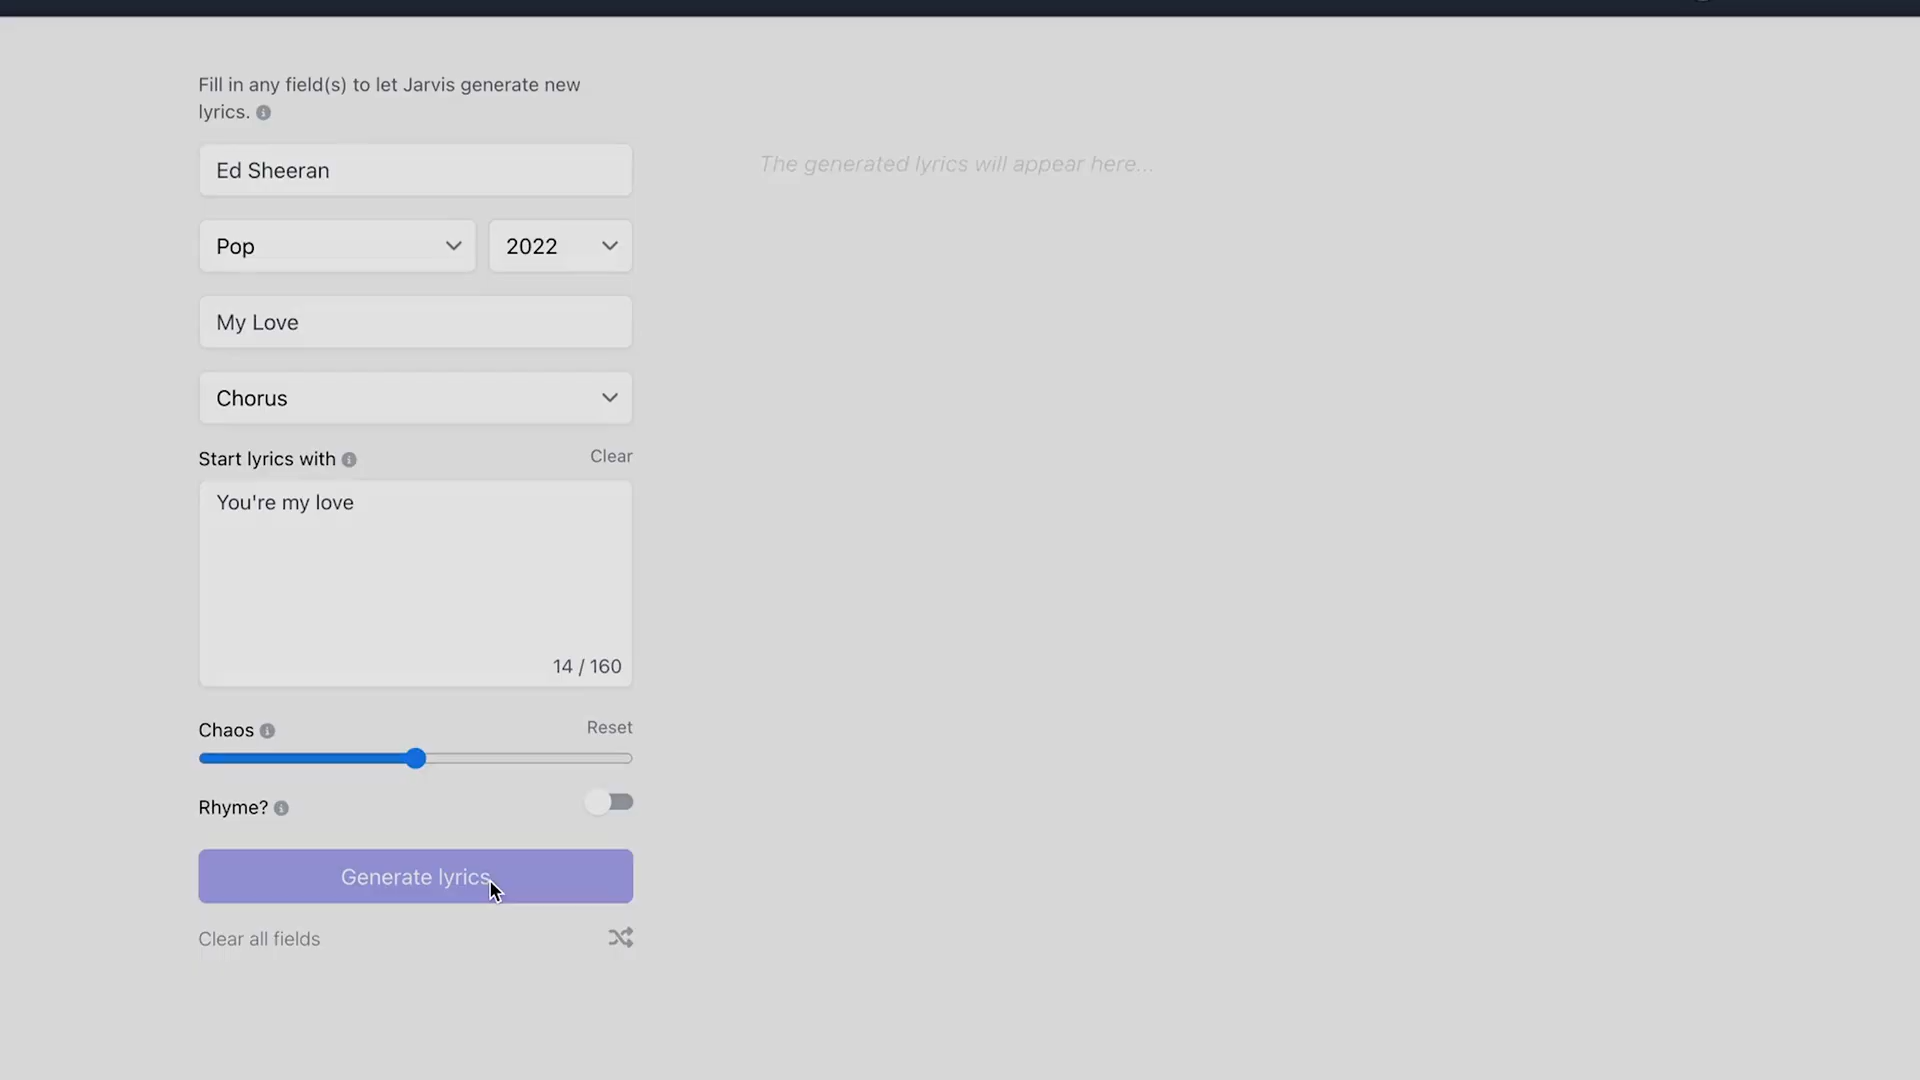 Fill in any field(s) to let Jarvis generate new
lyrics.
Ed Sheeran
The generated lyrics will appear here...
Pop
2022
My Love
Chorus
Start lyrics with
Clear
You're my love
14 / 160
Chaos
Reset
Rhyme?
Generate lyrics
Clear all fields